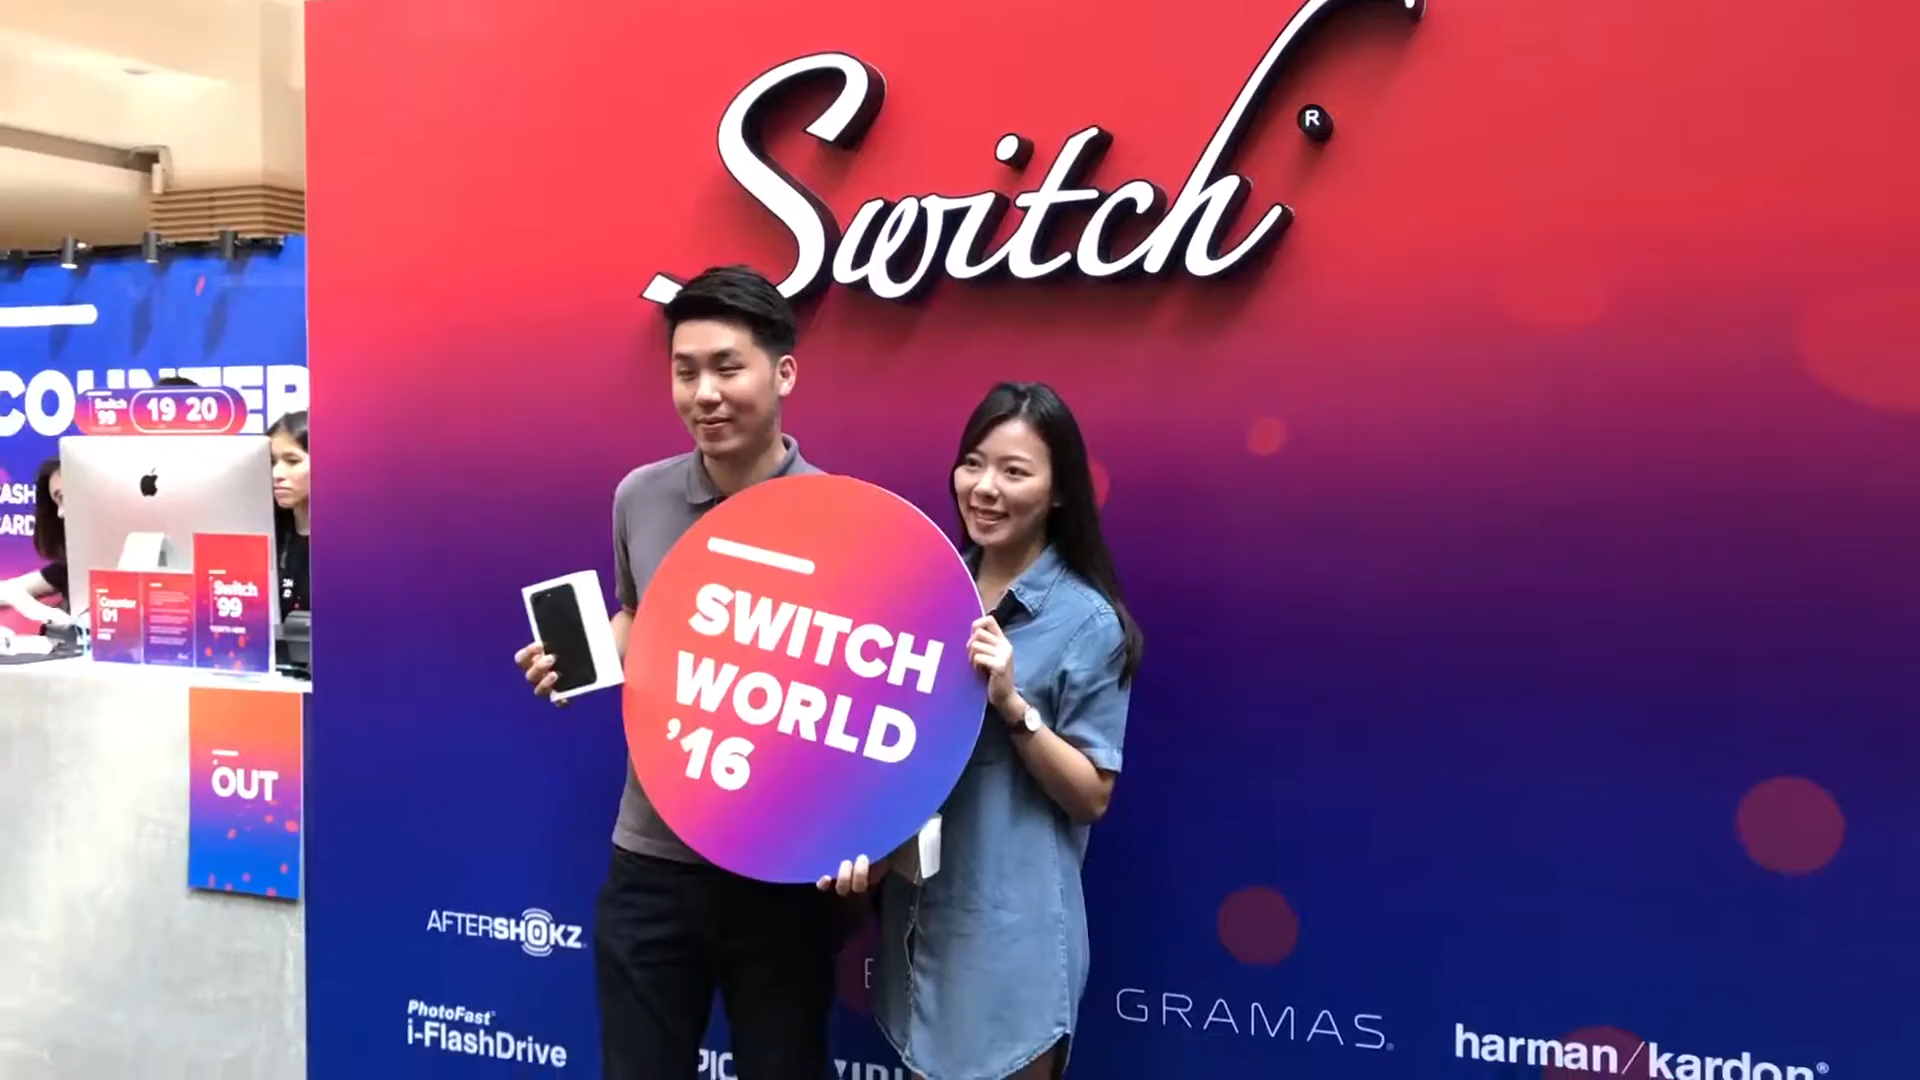 Switch®
COUNTER
Switch
99
19 20
Counter
01
Switch
99
OUT
SWITCH
WORLD
'16
AFTERSHOKZ
GRAMAS
PhotoFast
i-FlashDrive
harman/kardon®